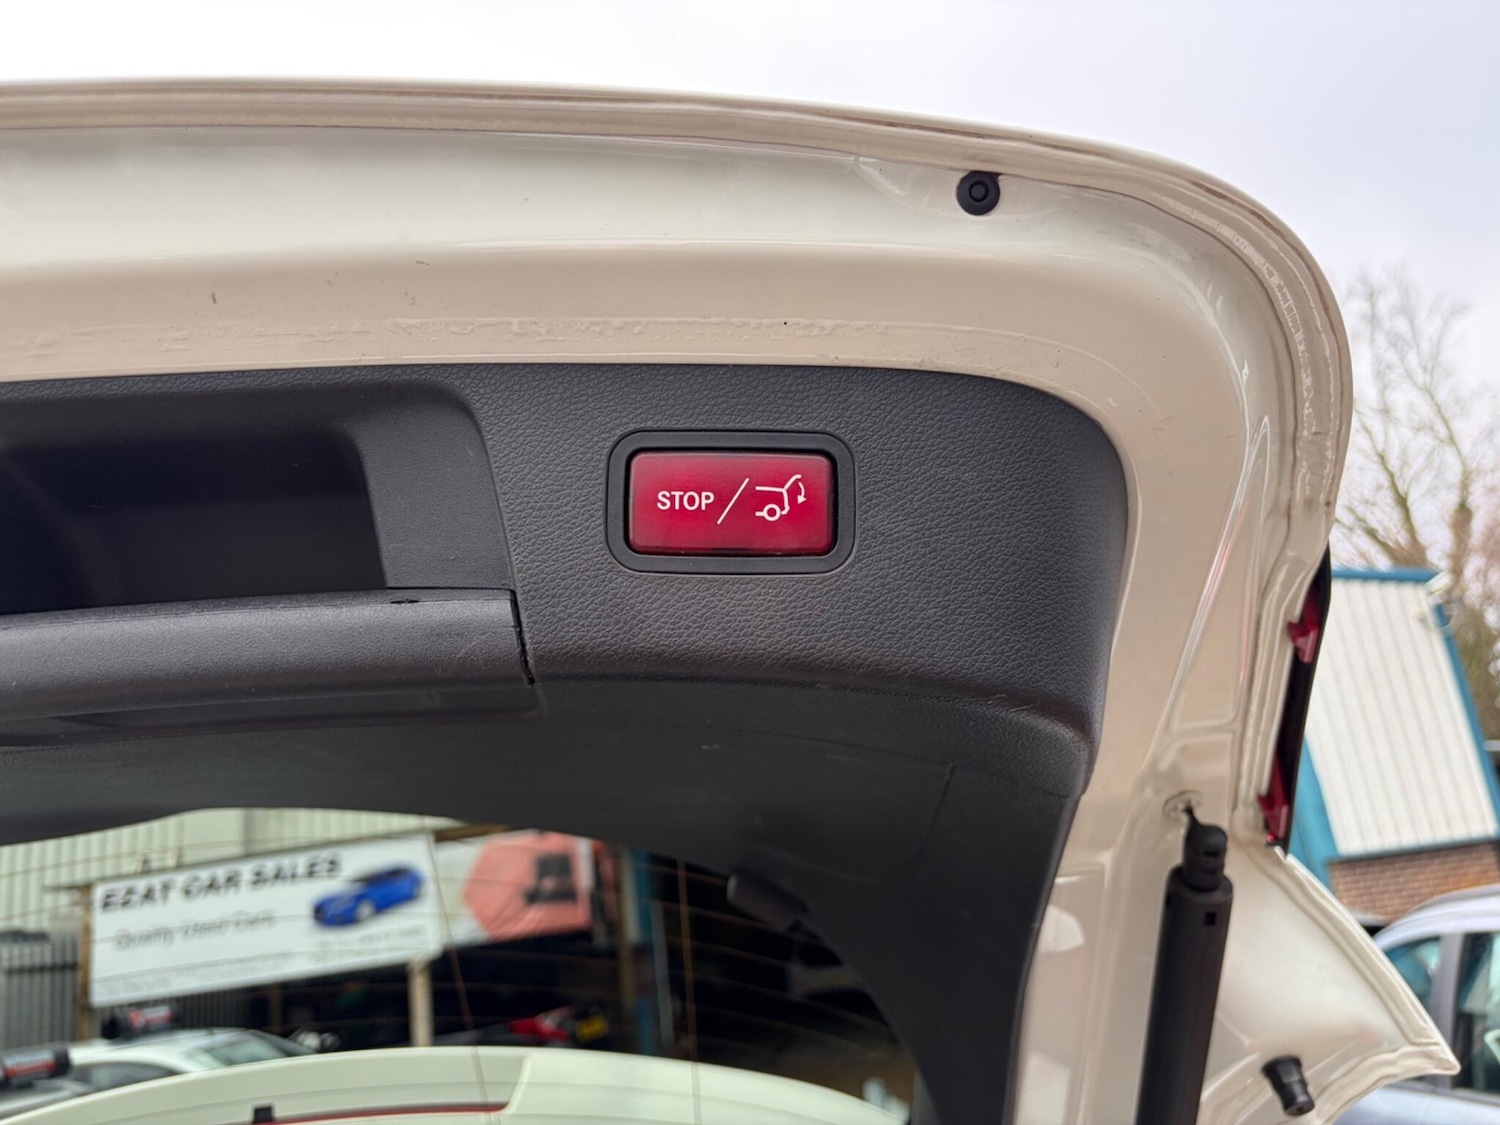 STOP
EZAT CAR SALES
Quality Used Cars